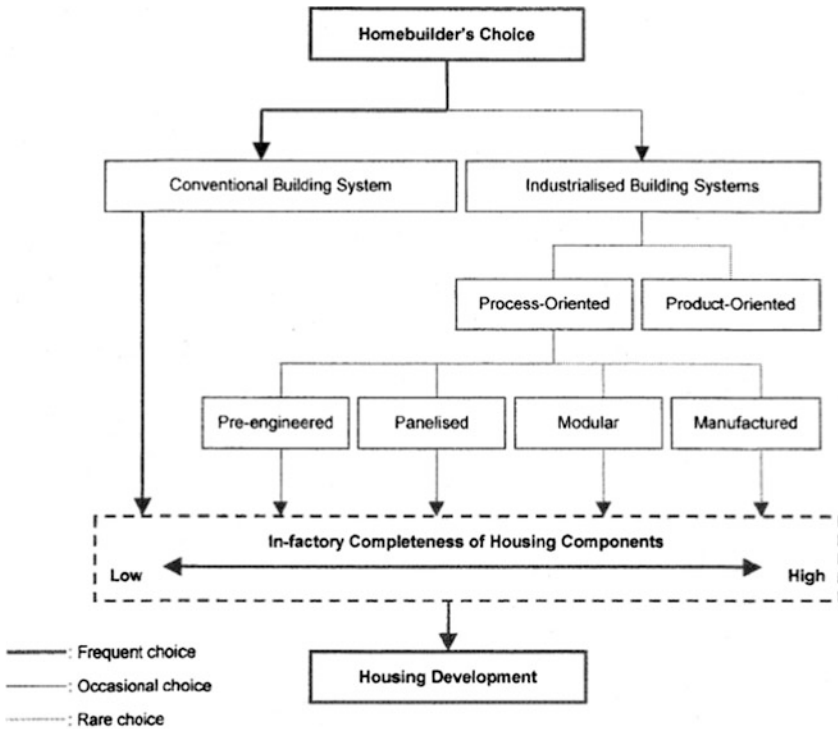 Homebuilder's Choice
Conventional Building System
Industrialised Building Systems
Process-Oriented
Product-Oriented
Pre-engineered
Panelised
Modular
Manufactured
In-factory Completeness of Housing Components
Low
High
: Frequent choice
: Occasional choice
: Rare choice
Housing Development